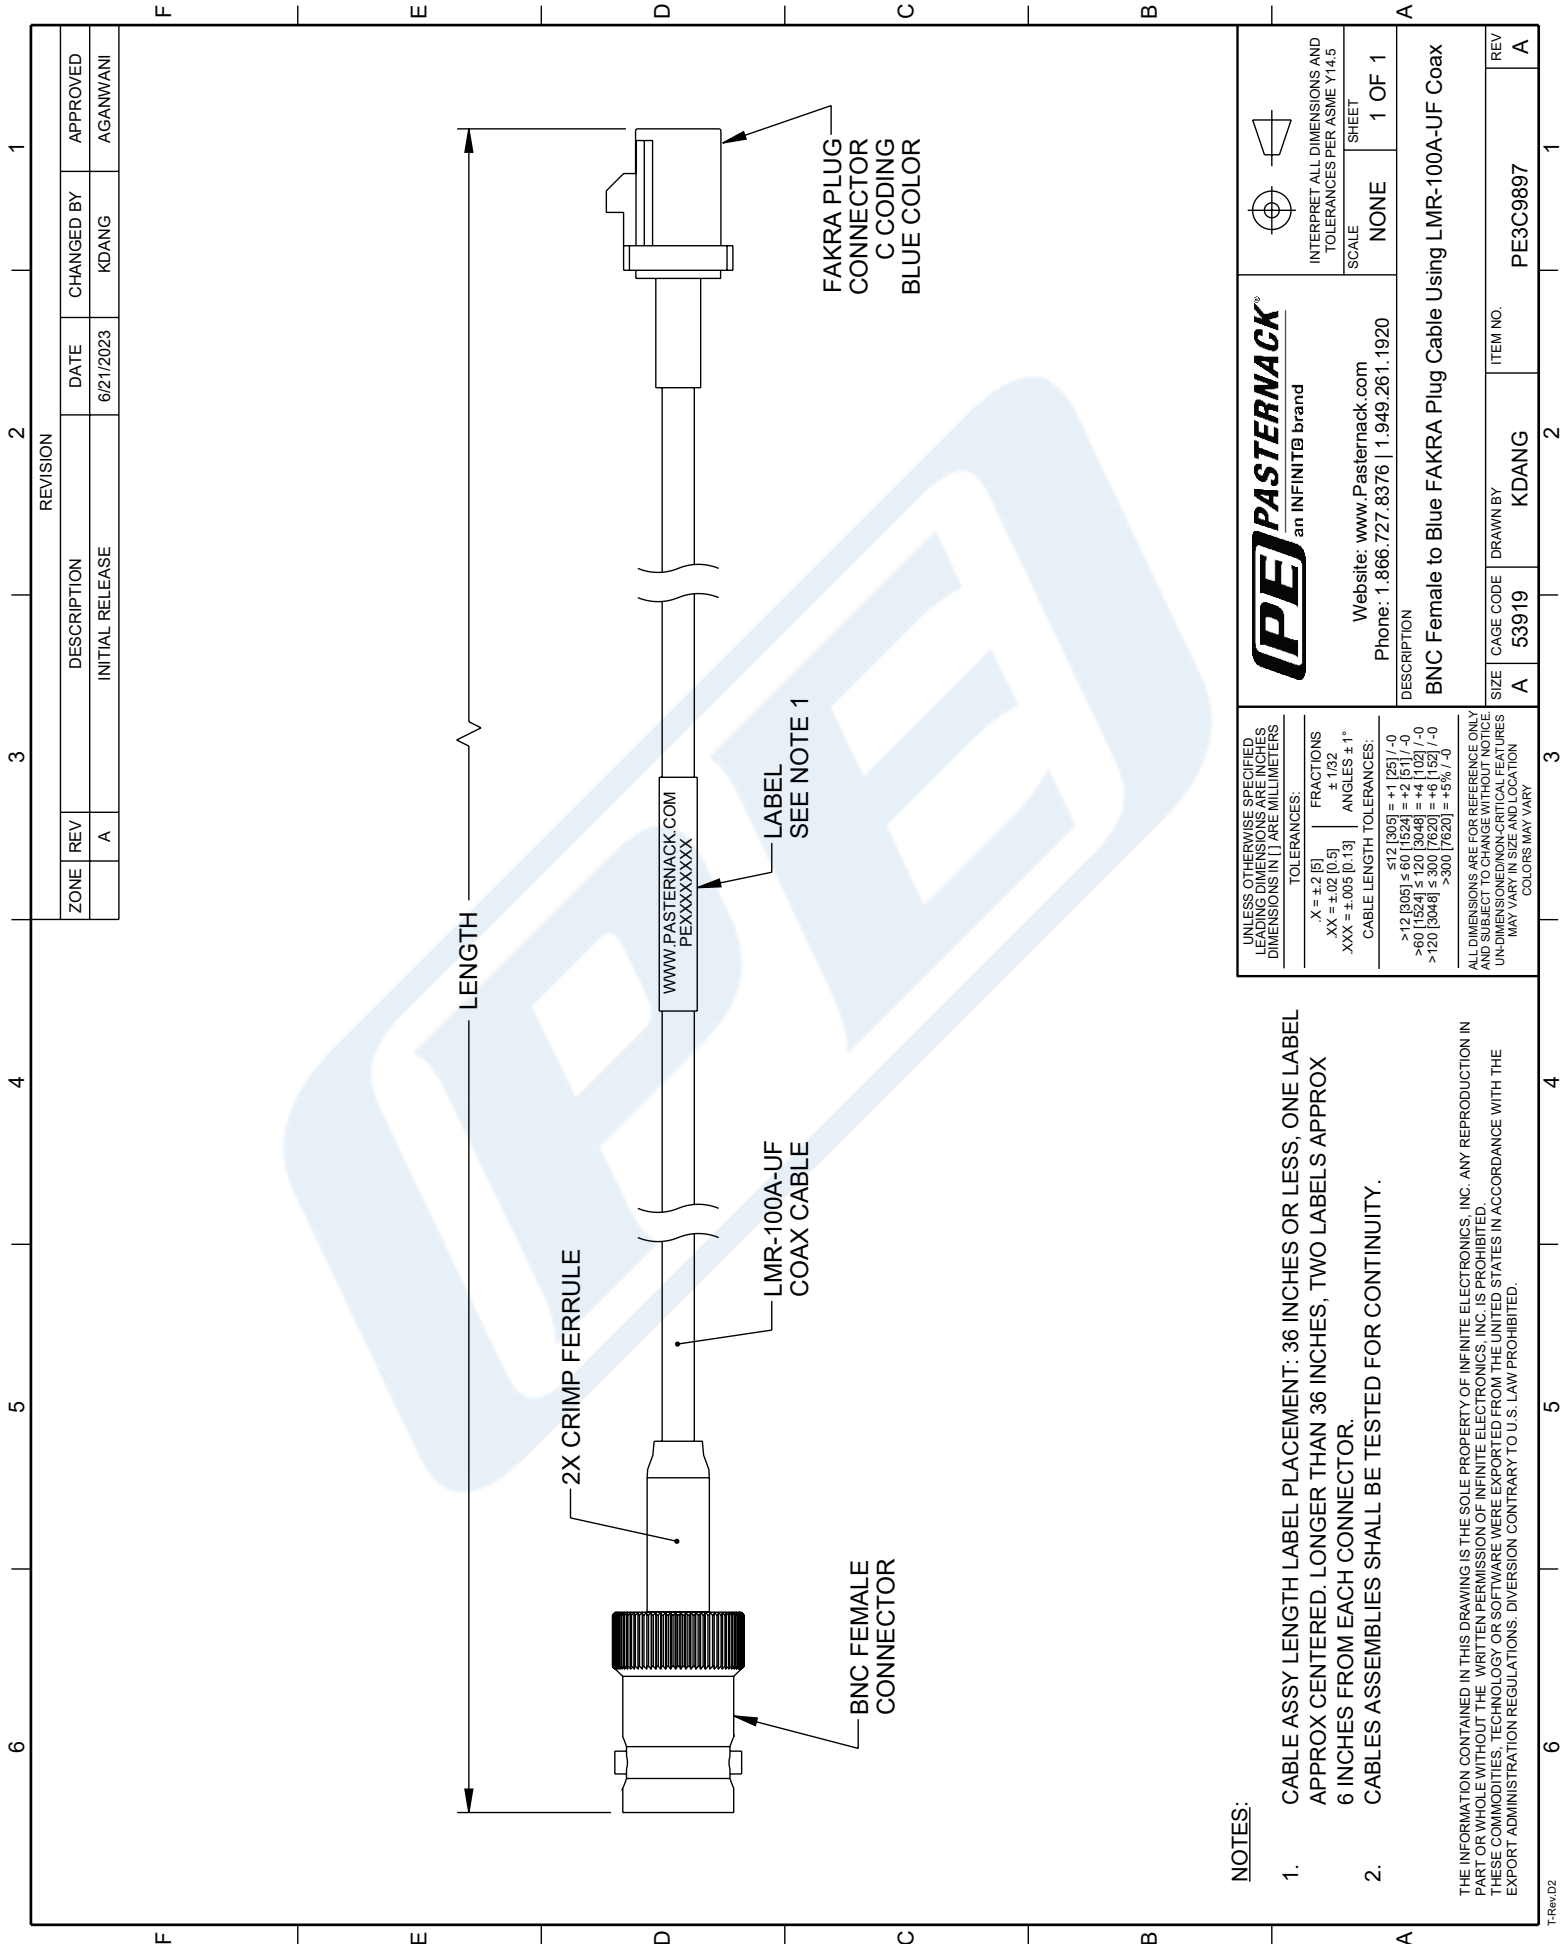 REVISION
ZONE REV DESCRIPTION DATE CHANGED BY APPROVED
A INITIAL RELEASE 6/21/2023 KDANG AGANWANI
6 5 4 3 2 1
F
E
D
C
B
A
LENGTH
2X CRIMP FERRULE
WWW.PASTERNACK.COM
PEXXXXXXXX
LABEL
SEE NOTE 1
LMR-100A-UF
COAX CABLE
BNC FEMALE
CONNECTOR
FAKRA PLUG
CONNECTOR
C CODING
BLUE COLOR
PE
NOTES:
1. CABLE ASSY LENGTH LABEL PLACEMENT: 36 INCHES OR LESS, ONE LABEL
APPROX CENTERED. LONGER THAN 36 INCHES, TWO LABELS APPROX
6 INCHES FROM EACH CONNECTOR.
2. CABLES ASSEMBLIES SHALL BE TESTED FOR CONTINUITY.
THE INFORMATION CONTAINED IN THIS DRAWING IS THE SOLE PROPERTY OF INFINITE ELECTRONICS, INC. ANY REPRODUCTION IN
PART OR WHOLE WITHOUT THE WRITTEN PERMISSION OF INFINITE ELECTRONICS, INC. IS PROHIBITED.
THESE COMMODITIES, TECHNOLOGY OR SOFTWARE WERE EXPORTED FROM THE UNITED STATES IN ACCORDANCE WITH THE
EXPORT ADMINISTRATION REGULATIONS. DIVERSION CONTRARY TO U.S. LAW PROHIBITED.
UNLESS OTHERWISE SPECIFIED
LEADING DIMENSIONS ARE INCHES
DIMENSIONS IN [ ] ARE MILLIMETERS
TOLERANCES:
.X = ±.2 [5]
.XX = ±.02 [0.5]
.XXX = ±.005 [0.13]
FRACTIONS
± 1/32
ANGLES ± 1°
CABLE LENGTH TOLERANCES:
≤12 [305] = +1 [25] / -0
>12 [305] ≤ 60 [1524] = +2 [51] / -0
>60 [1524] ≤ 120 [3048] = +4 [102] / -0
>120 [3048] ≤ 300 [7620] = +6 [152] / -0
>300 [7620] = +5% / -0
ALL DIMENSIONS ARE FOR REFERENCE ONLY
AND SUBJECT TO CHANGE WITHOUT NOTICE.
UN-DIMENSIONED/NON-CRITICAL FEATURES
MAY VARY IN SIZE AND LOCATION
COLORS MAY VARY
PE PASTERNACK®
an INFINITE brand
Website: www.Pasternack.com
Phone: 1.866.727.8376 | 1.949.261.1920
INTERPRET ALL DIMENSIONS AND
TOLERANCES PER ASME Y14.5
SCALE NONE
SHEET 1 OF 1
DESCRIPTION
BNC Female to Blue FAKRA Plug Cable Using LMR-100A-UF Coax
SIZE CAGE CODE DRAWN BY ITEM NO. REV
A 53919 KDANG PE3C9897 A
6 5 4 3 2 1
F
E
D
C
B
A
T-Rev.D2